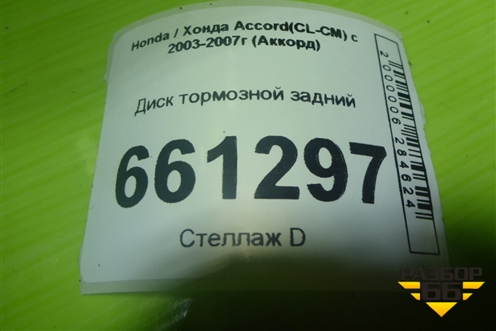 Honda / Хонда Accord(CL-CM) с
2003-2007г (Аккорд)
Диск тормозной задний
661297
Стеллаж D
2000006284624
РАЗБОР
66